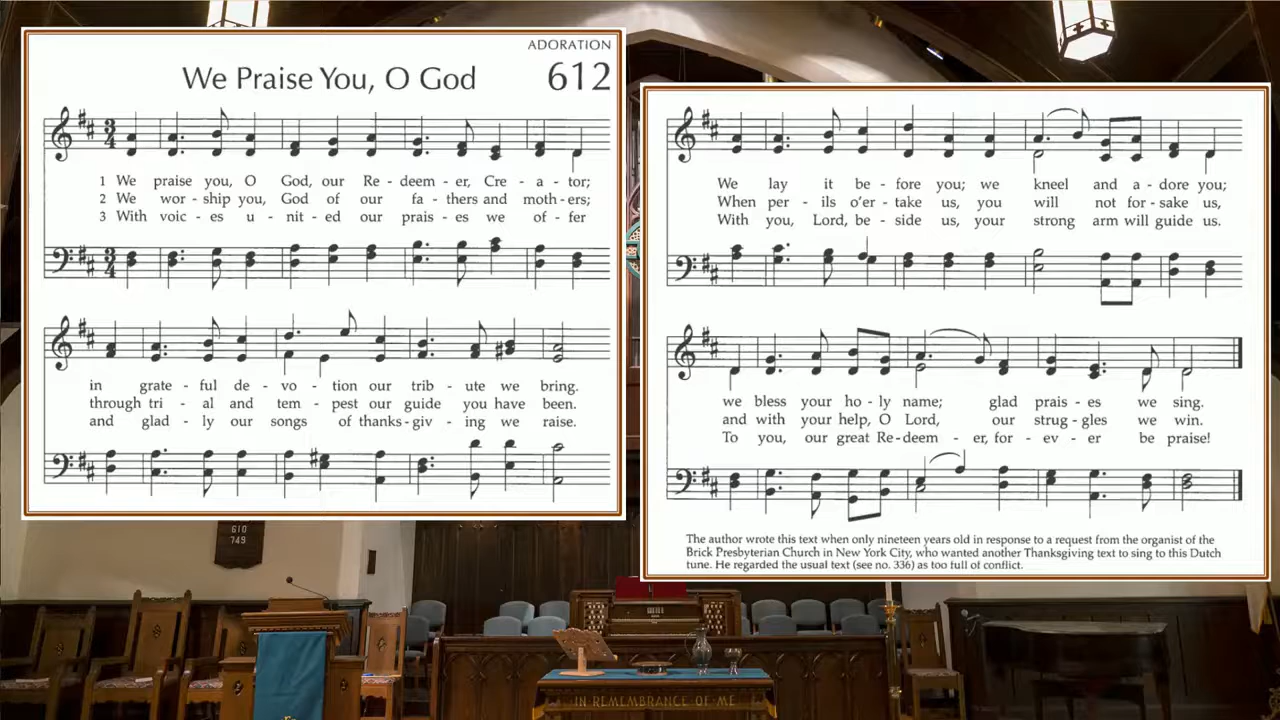 ADORATION
We Praise You, O God 612
1 We praise you, O God, our Re - deem - er, Cre - a - tor;
2 We wor - ship you, God of our fa - thers and moth - ers;
3 With voic - es u - nit - ed our prais - es we of - fer
in grate - ful de - vo - tion our trib - ute we bring.
through tri - al and tem - pest our guide you have been.
and glad - ly our songs of thanks - giv - ing we raise.
We lay it be - fore you; we kneel and a - dore you;
When per - ils o'er - take us, you will not for - sake us,
With you, Lord, be - side us, your strong arm will guide us.
we bless your ho - ly name; glad prais - es we sing.
and with your help, O Lord, our strug - gles we win.
To you, our great Re - deem - er, for - ev - er be praise!
The author wrote this text when only nineteen years old in response to a request from the organist of the
Brick Presbyterian Church in New York City, who wanted another Thanksgiving text to sing to this Dutch
tune. He regarded the usual text (see no. 336) as too full of conflict.
610
749
IN REMEMBRANCE OF ME